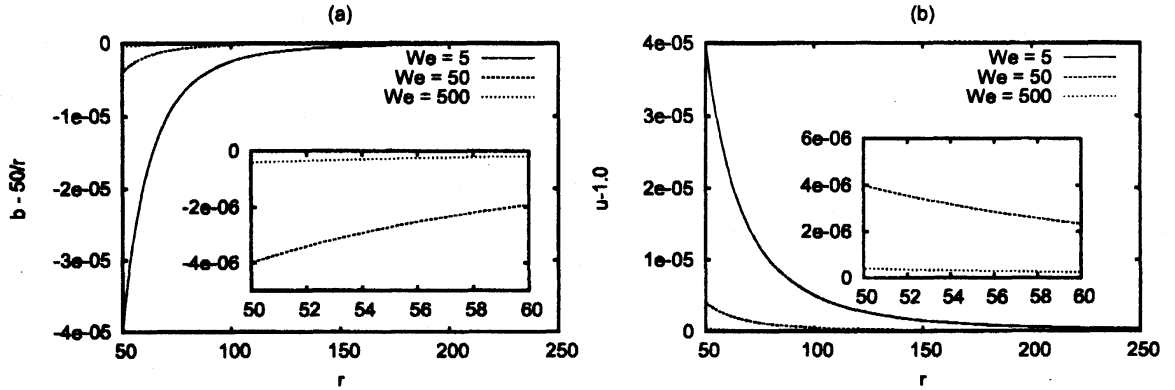 (a)
b - 50/r
0
-1e-05
-2e-05
-3e-05
-4e-05
We = 5
We = 50
We = 500
0
-2e-06
-4e-06
50 52 54 56 58 60
50 100 150 200 250
r
(b)
u-1.0
4e-05
3e-05
2e-05
1e-05
0
We = 5
We = 50
We = 500
6e-06
4e-06
2e-06
0
50 52 54 56 58 60
50 100 150 200 250
r